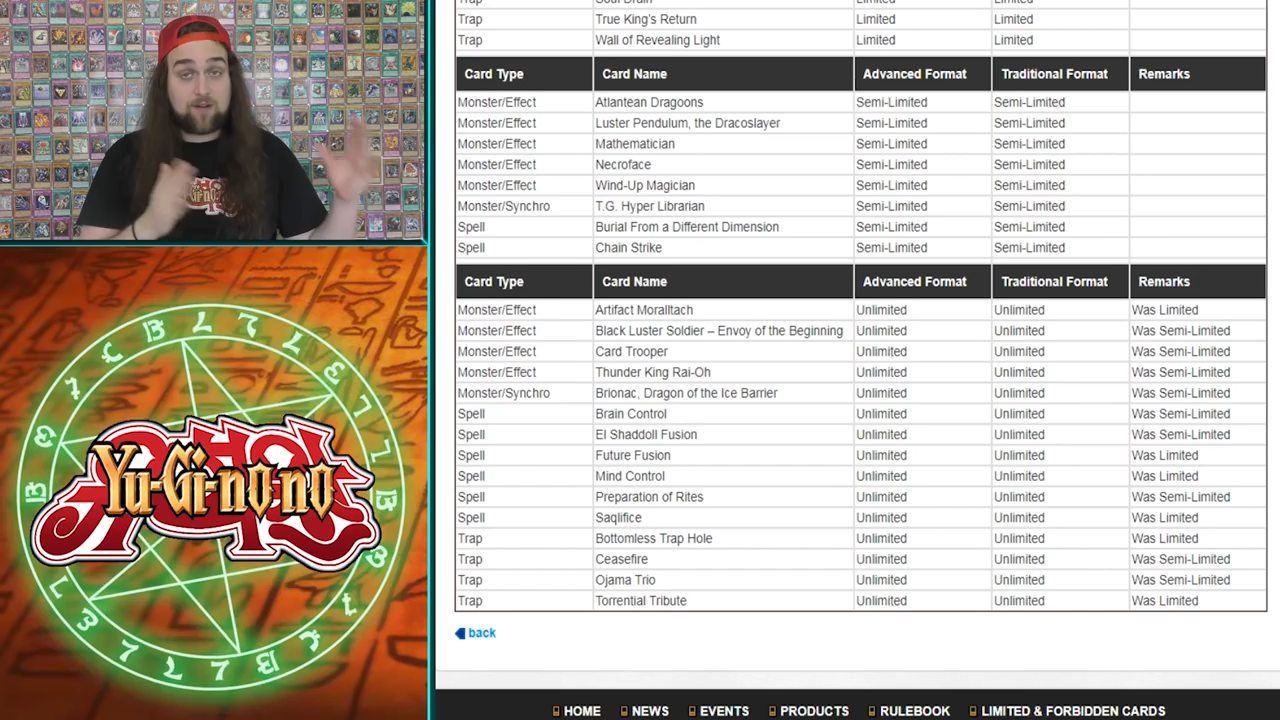 Trap Soul Drain Limited Limited
Trap True King's Return Limited Limited
Trap Wall of Revealing Light Limited Limited
Card Type Card Name Advanced Format Traditional Format Remarks
Monster/Effect Atlantean Dragoons Semi-Limited Semi-Limited
Monster/Effect Luster Pendulum, the Dracoslayer Semi-Limited Semi-Limited
Monster/Effect Mathematician Semi-Limited Semi-Limited
Monster/Effect Necroface Semi-Limited Semi-Limited
Monster/Effect Wind-Up Magician Semi-Limited Semi-Limited
Monster/Synchro T.G. Hyper Librarian Semi-Limited Semi-Limited
Spell Burial From a Different Dimension Semi-Limited Semi-Limited
Spell Chain Strike Semi-Limited Semi-Limited
Card Type Card Name Advanced Format Traditional Format Remarks
Monster/Effect Artifact Moralltach Unlimited Unlimited Was Limited
Monster/Effect Black Luster Soldier – Envoy of the Beginning Unlimited Unlimited Was Semi-Limited
Monster/Effect Card Trooper Unlimited Unlimited Was Semi-Limited
Monster/Effect Thunder King Rai-Oh Unlimited Unlimited Was Semi-Limited
Monster/Synchro Brionac, Dragon of the Ice Barrier Unlimited Unlimited Was Semi-Limited
Spell Brain Control Unlimited Unlimited Was Semi-Limited
Spell El Shaddoll Fusion Unlimited Unlimited Was Semi-Limited
Spell Future Fusion Unlimited Unlimited Was Limited
Spell Mind Control Unlimited Unlimited Was Limited
Spell Preparation of Rites Unlimited Unlimited Was Semi-Limited
Spell Saqlifice Unlimited Unlimited Was Limited
Trap Bottomless Trap Hole Unlimited Unlimited Was Limited
Trap Ceasefire Unlimited Unlimited Was Semi-Limited
Trap Ojama Trio Unlimited Unlimited Was Semi-Limited
Trap Torrential Tribute Unlimited Unlimited Was Limited
back
HOME NEWS EVENTS PRODUCTS RULEBOOK LIMITED & FORBIDDEN CARDS
Yu-Gi-no-no